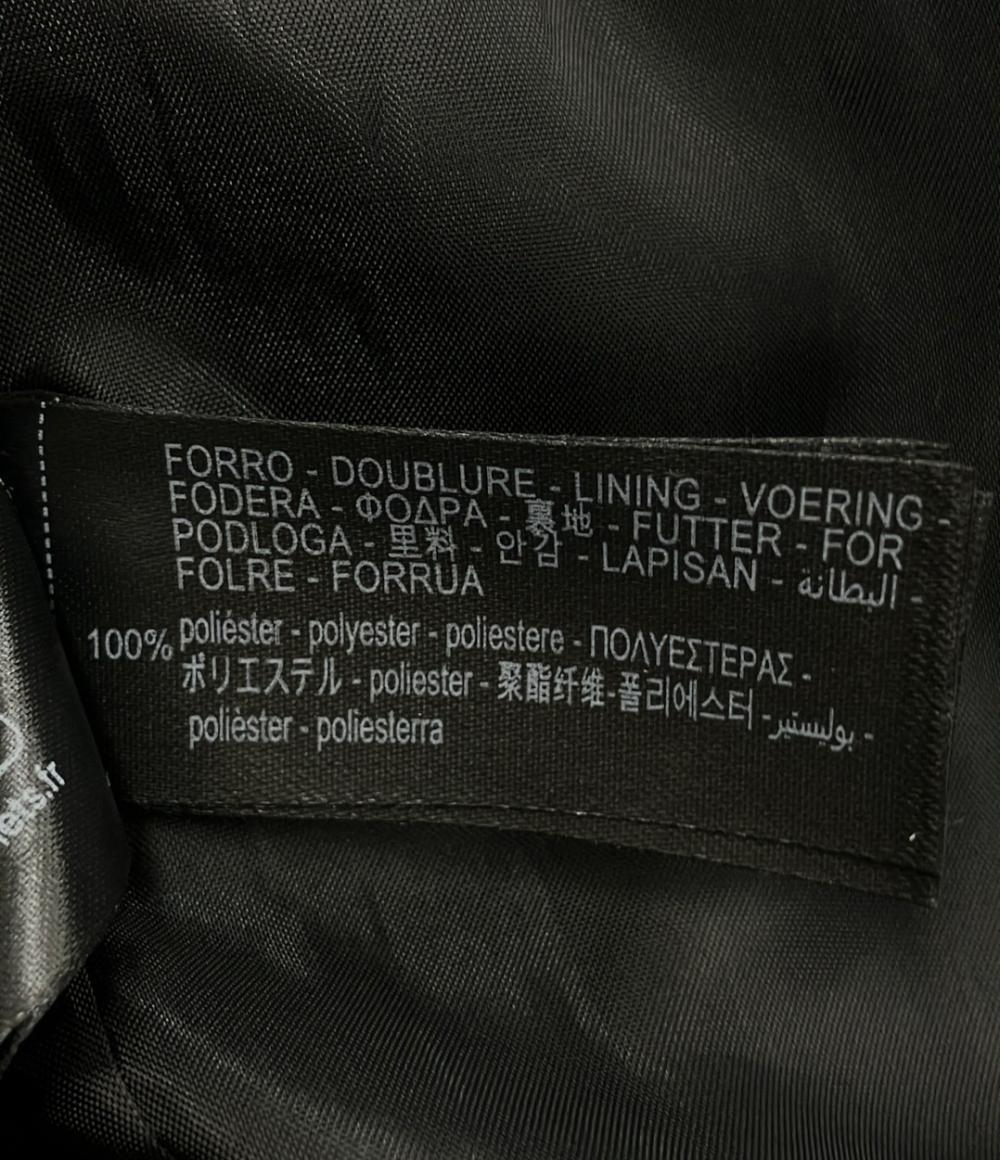 FORRO - DOUBLURE - LINING - VOERING -
FODERA - ΦΟΔΡΑ - 裏地 - FUTTER - FOR
PODLOGA - 里料 - 안감 - LAPISAN - البطانة -
FOLRE - FORRUA
100% poliéster - polyester - poliestere - ΠΟΛΥΕΣΤΕΡΑΣ -
ポリエステル - poliester - 聚酯纤维-폴리에스터 -بوليستير -
polièster - poliesterra